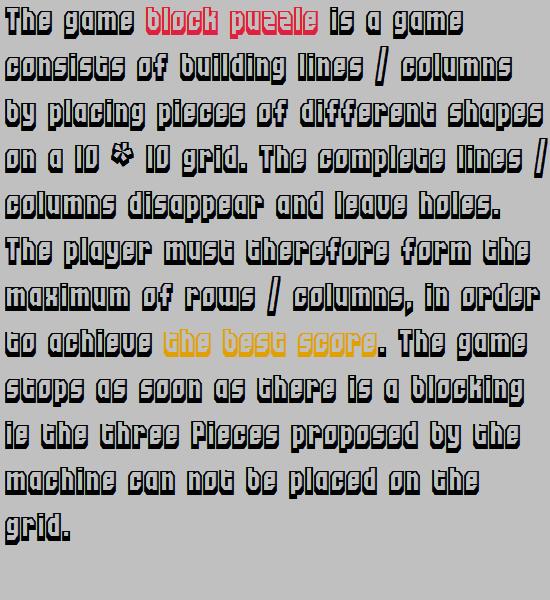 The game block puzzle is a game
consists of building lines / columns
by placing pieces of different shapes
on a 10 * 10 grid. The complete lines /
columns disappear and leave holes.
The player must therefore form the
maximum of rows / columns, in order
to achieve the best score. The game
stops as soon as there is a blocking
ie the three Pieces proposed by the
machine can not be placed on the
grid.